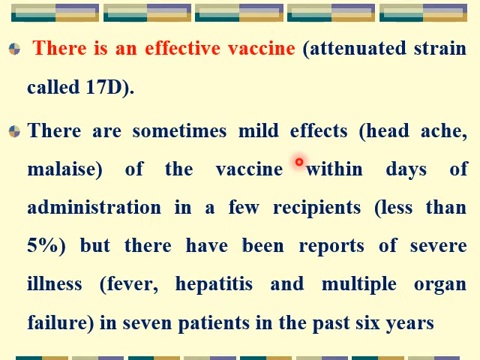 There is an effective vaccine (attenuated strain
called 17D).
There are sometimes mild effects (head ache,
malaise) of the vaccine within days of
administration in a few recipients (less than
5%) but there have been reports of severe
illness (fever, hepatitis and multiple organ
failure) in seven patients in the past six years